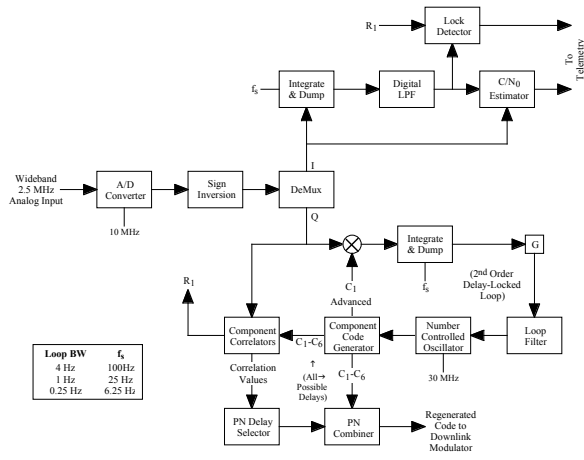 R1
Lock
Detector
To
Telemetry
fs
Integrate
& Dump
Digital
LPF
C/N0
Estimator
I
Wideband
2.5 MHz
Analog Input
A/D
Converter
Sign
Inversion
DeMux
10 MHz
Q
Integrate
& Dump
G
R1
C1
fs
(2nd Order
Delay-Locked
Loop)
Advanced
Component
Correlators
C1-C6
Component
Code
Generator
Number
Controlled
Oscillator
Loop
Filter
Loop BW fs
4 Hz 100Hz
1 Hz 25 Hz
0.25 Hz 6.25 Hz
Correlation
Values
↑
(All→
Possible
Delays)
C1-C6
30 MHz
PN Delay
Selector
PN
Combiner
Regenerated
Code to
Downlink
Modulator